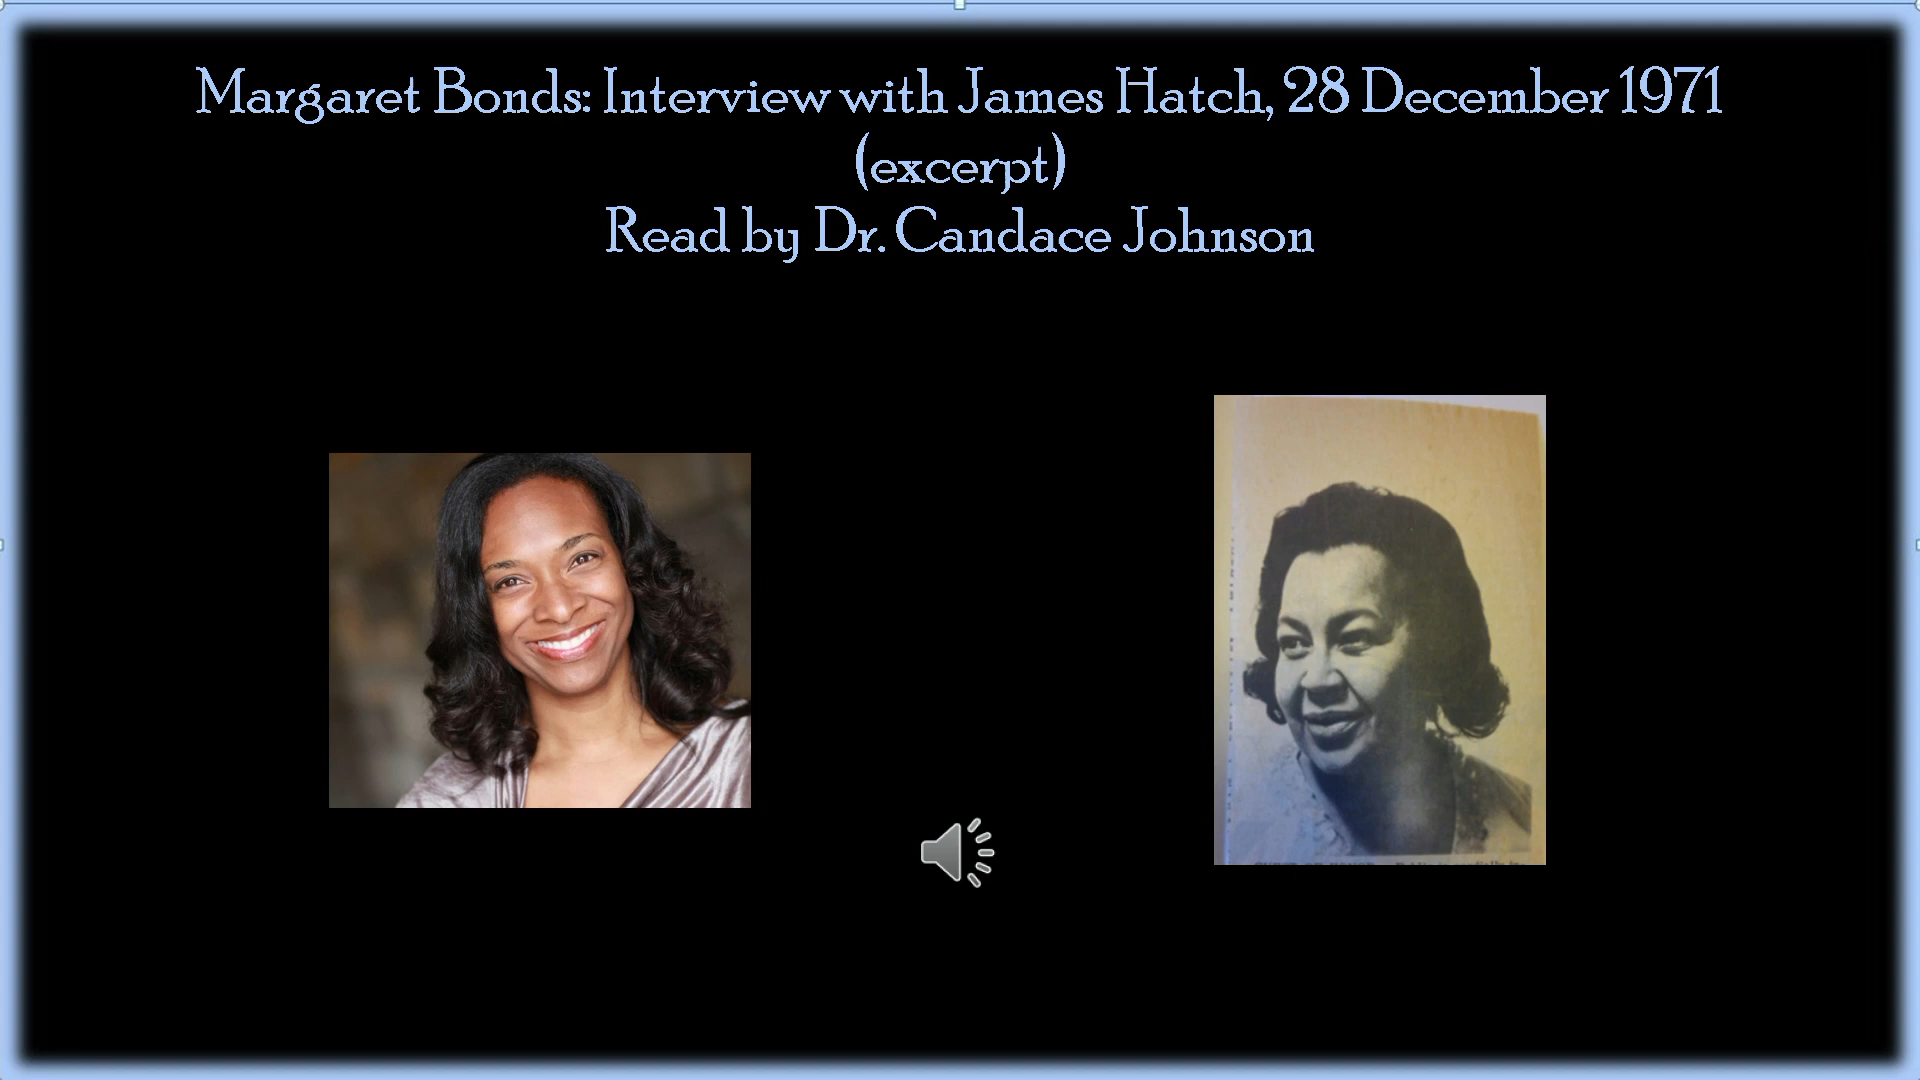 Margaret Bonds: Interview with James Hatch, 28 December 1971
(excerpt)
Read by Dr. Candace Johnson